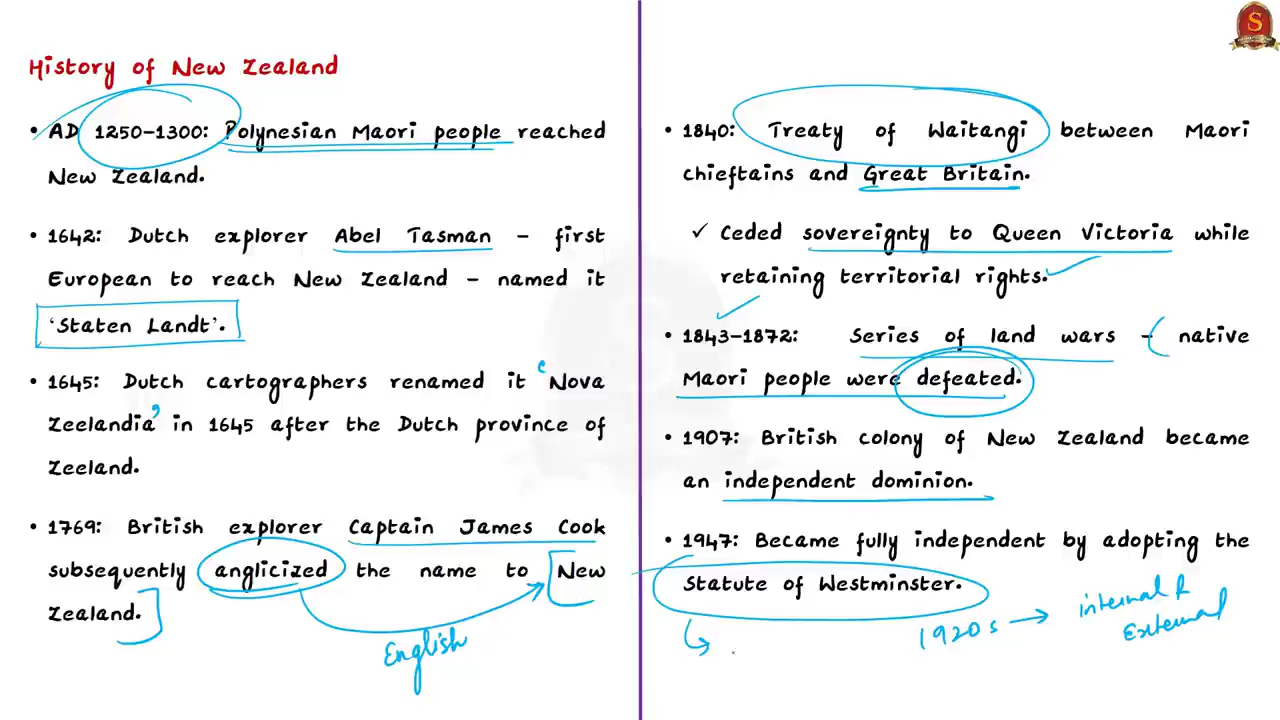 History of New Zealand
• AD 1250-1300: Polynesian Maori people reached
New Zealand.
• 1642: Dutch explorer Abel Tasman - first
European to reach New Zealand - named it
'Staten Landt'.
• 1645: Dutch cartographers renamed it 'Nova
Zeelandia' in 1645 after the Dutch province of
Zeeland.
• 1769: British explorer Captain James Cook
subsequently anglicized the name to New
Zealand.
English
• 1840: Treaty of Waitangi between Maori
chieftains and Great Britain.
✓ Ceded sovereignty to Queen Victoria while
retaining territorial rights.
• 1843-1872: Series of land wars - native
Maori people were defeated.
• 1907: British colony of New Zealand became
an independent dominion.
• 1947: Became fully independent by adopting the
Statute of Westminster.
1920s → internal &
External
S